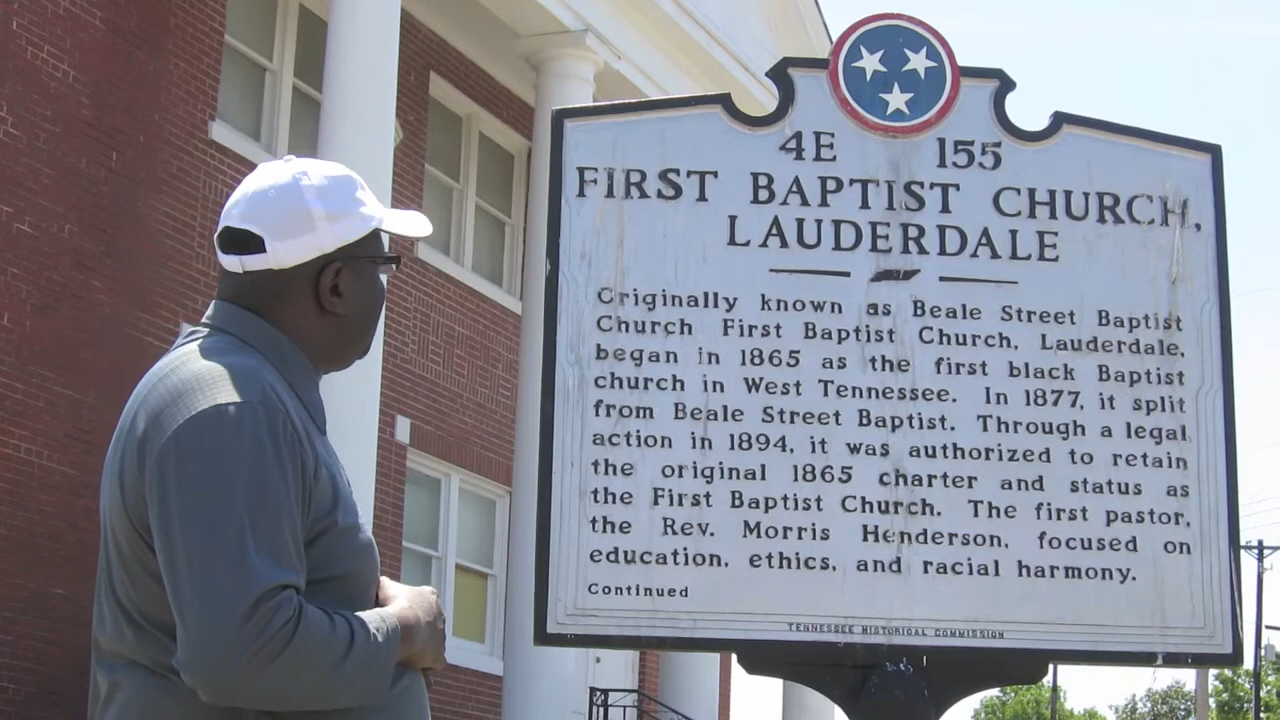 4E 155
FIRST BAPTIST CHURCH,
LAUDERDALE
Originally known as Beale Street Baptist
Church First Baptist Church, Lauderdale,
began in 1865 as the first black Baptist
church in West Tennessee. In 1877, it split
from Beale Street Baptist. Through a legal
action in 1894, it was authorized to retain
the original 1865 charter and status as
the First Baptist Church. The first pastor,
the Rev. Morris Henderson, focused on
education, ethics, and racial harmony.
Continued
TENNESSEE HISTORICAL COMMISSION